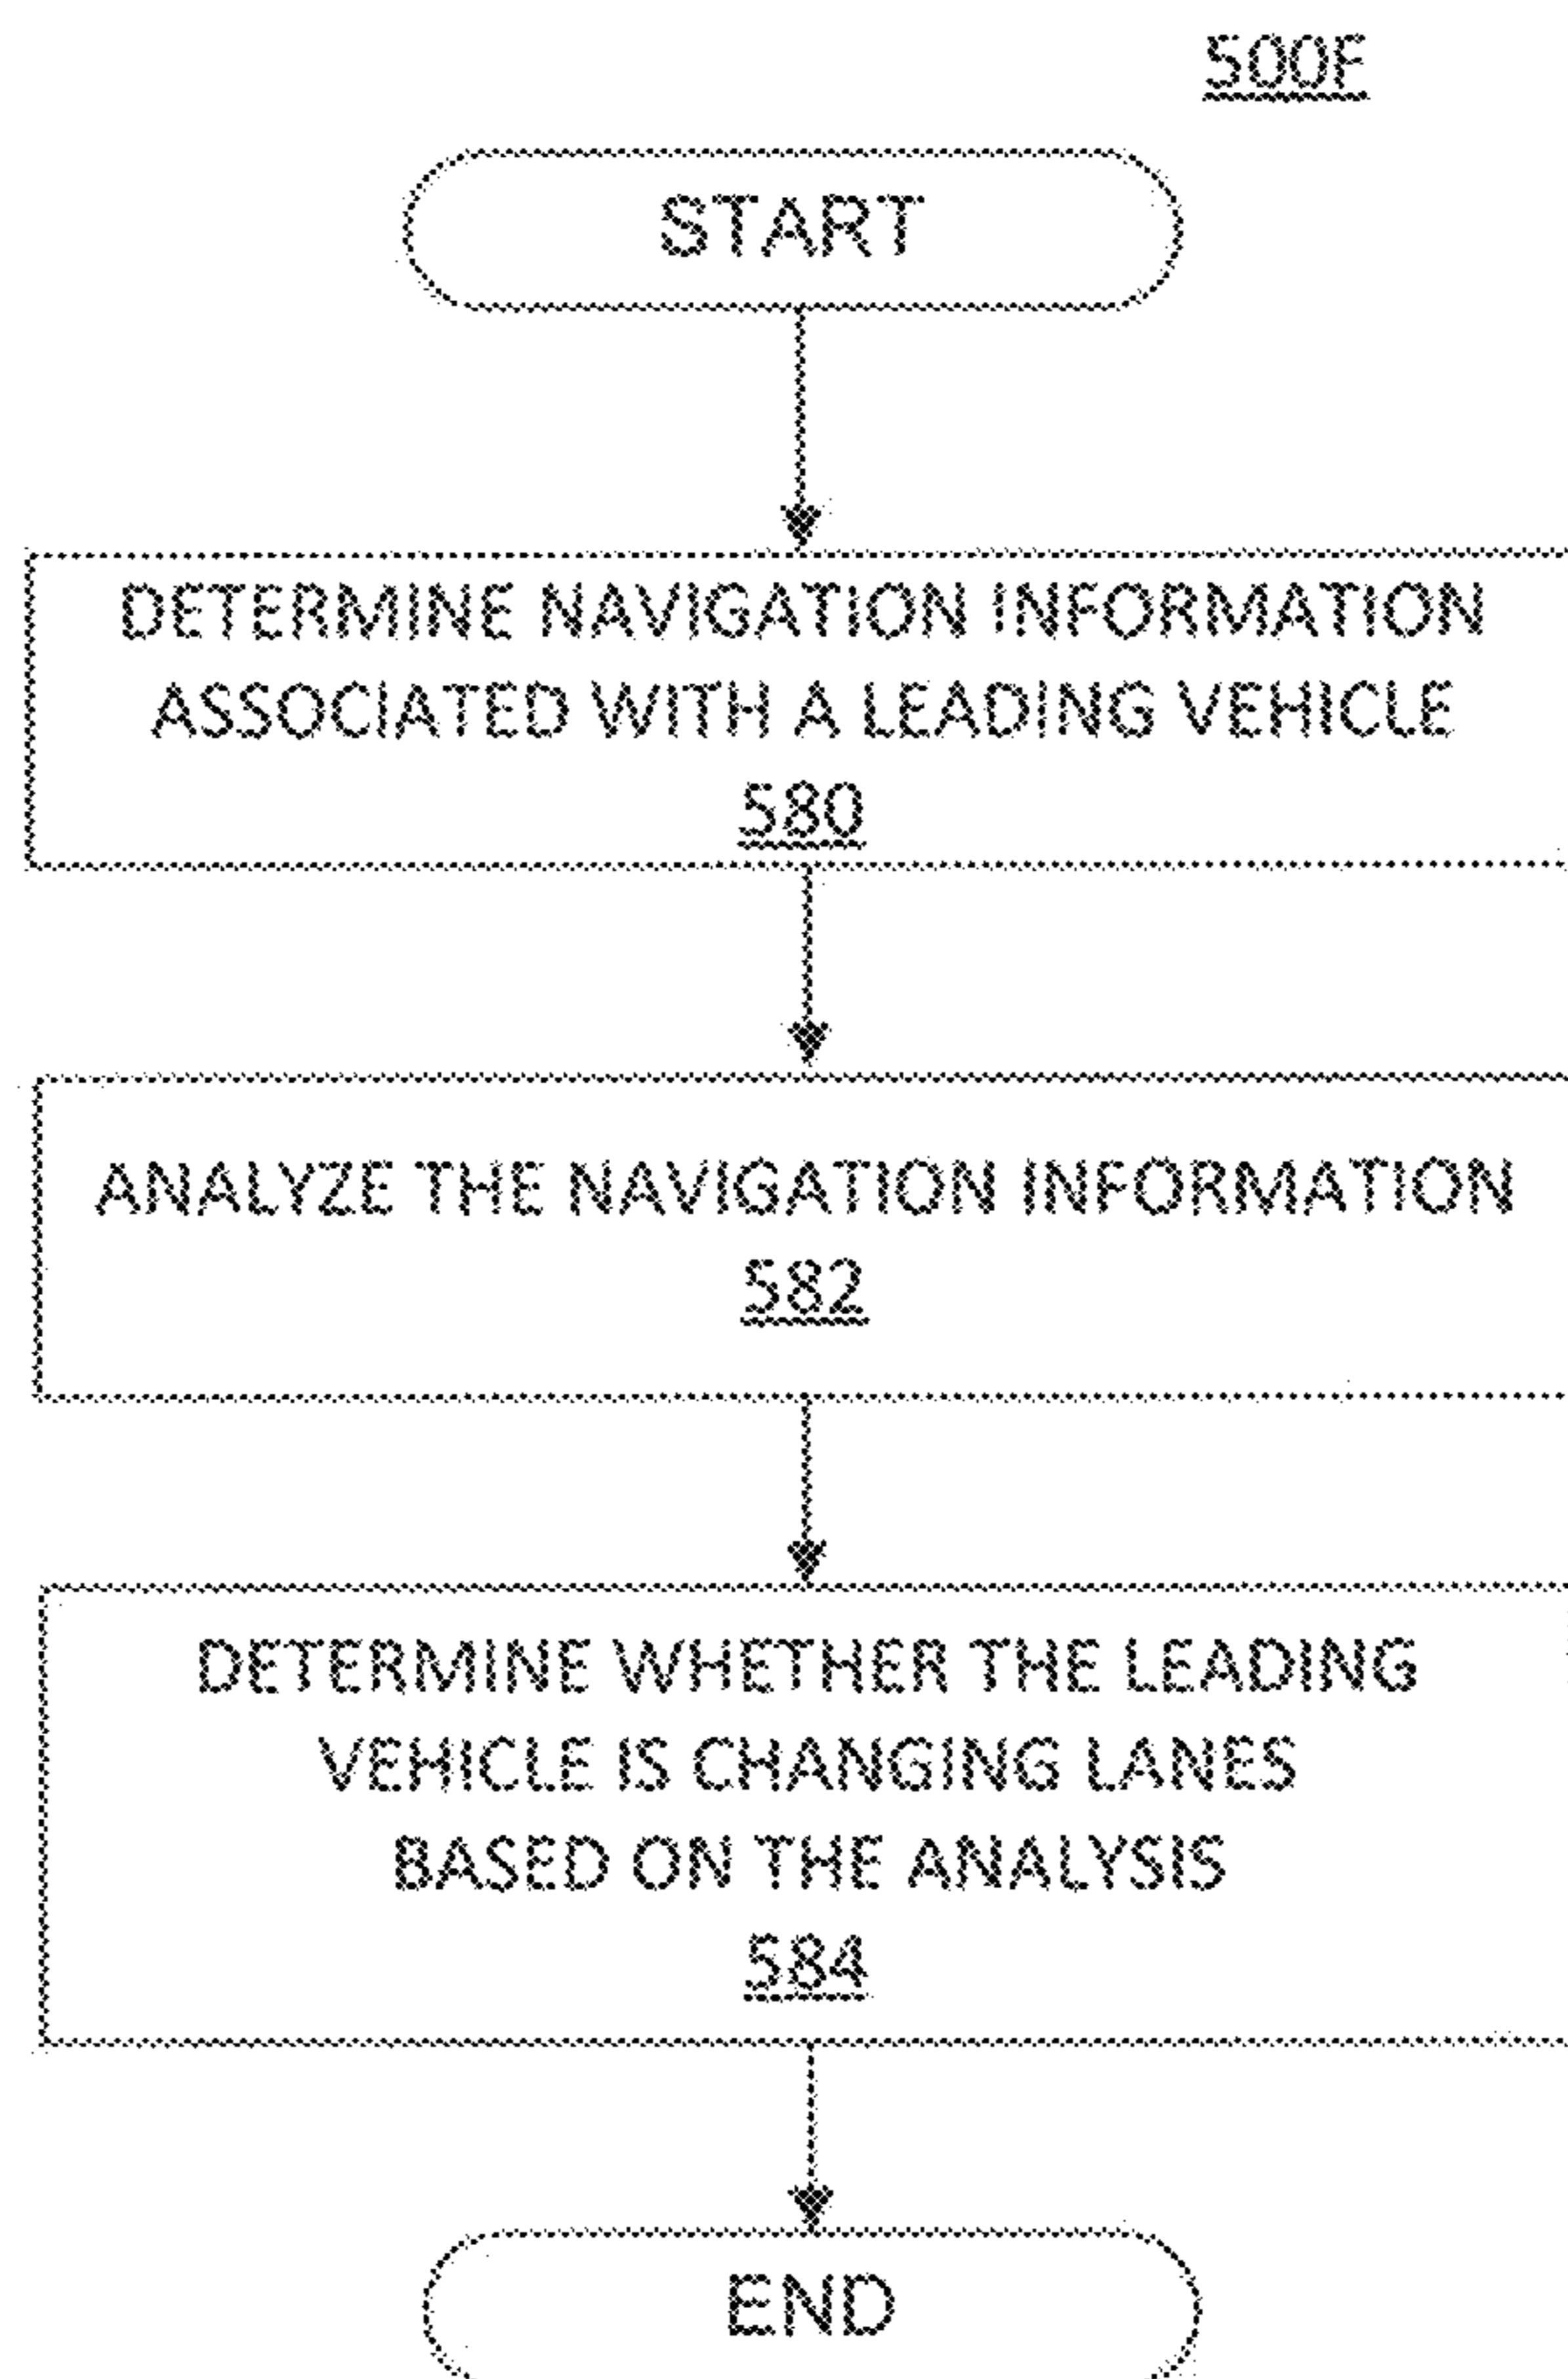 500F
START
DETERMINE NAVIGATION INFORMATION
ASSOCIATED WITH A LEADING VEHICLE
580
ANALYZE THE NAVIGATION INFORMATION
582
DETERMINE WHETHER THE LEADING
VEHICLE IS CHANGING LANES
BASED ON THE ANALYSIS
584
END